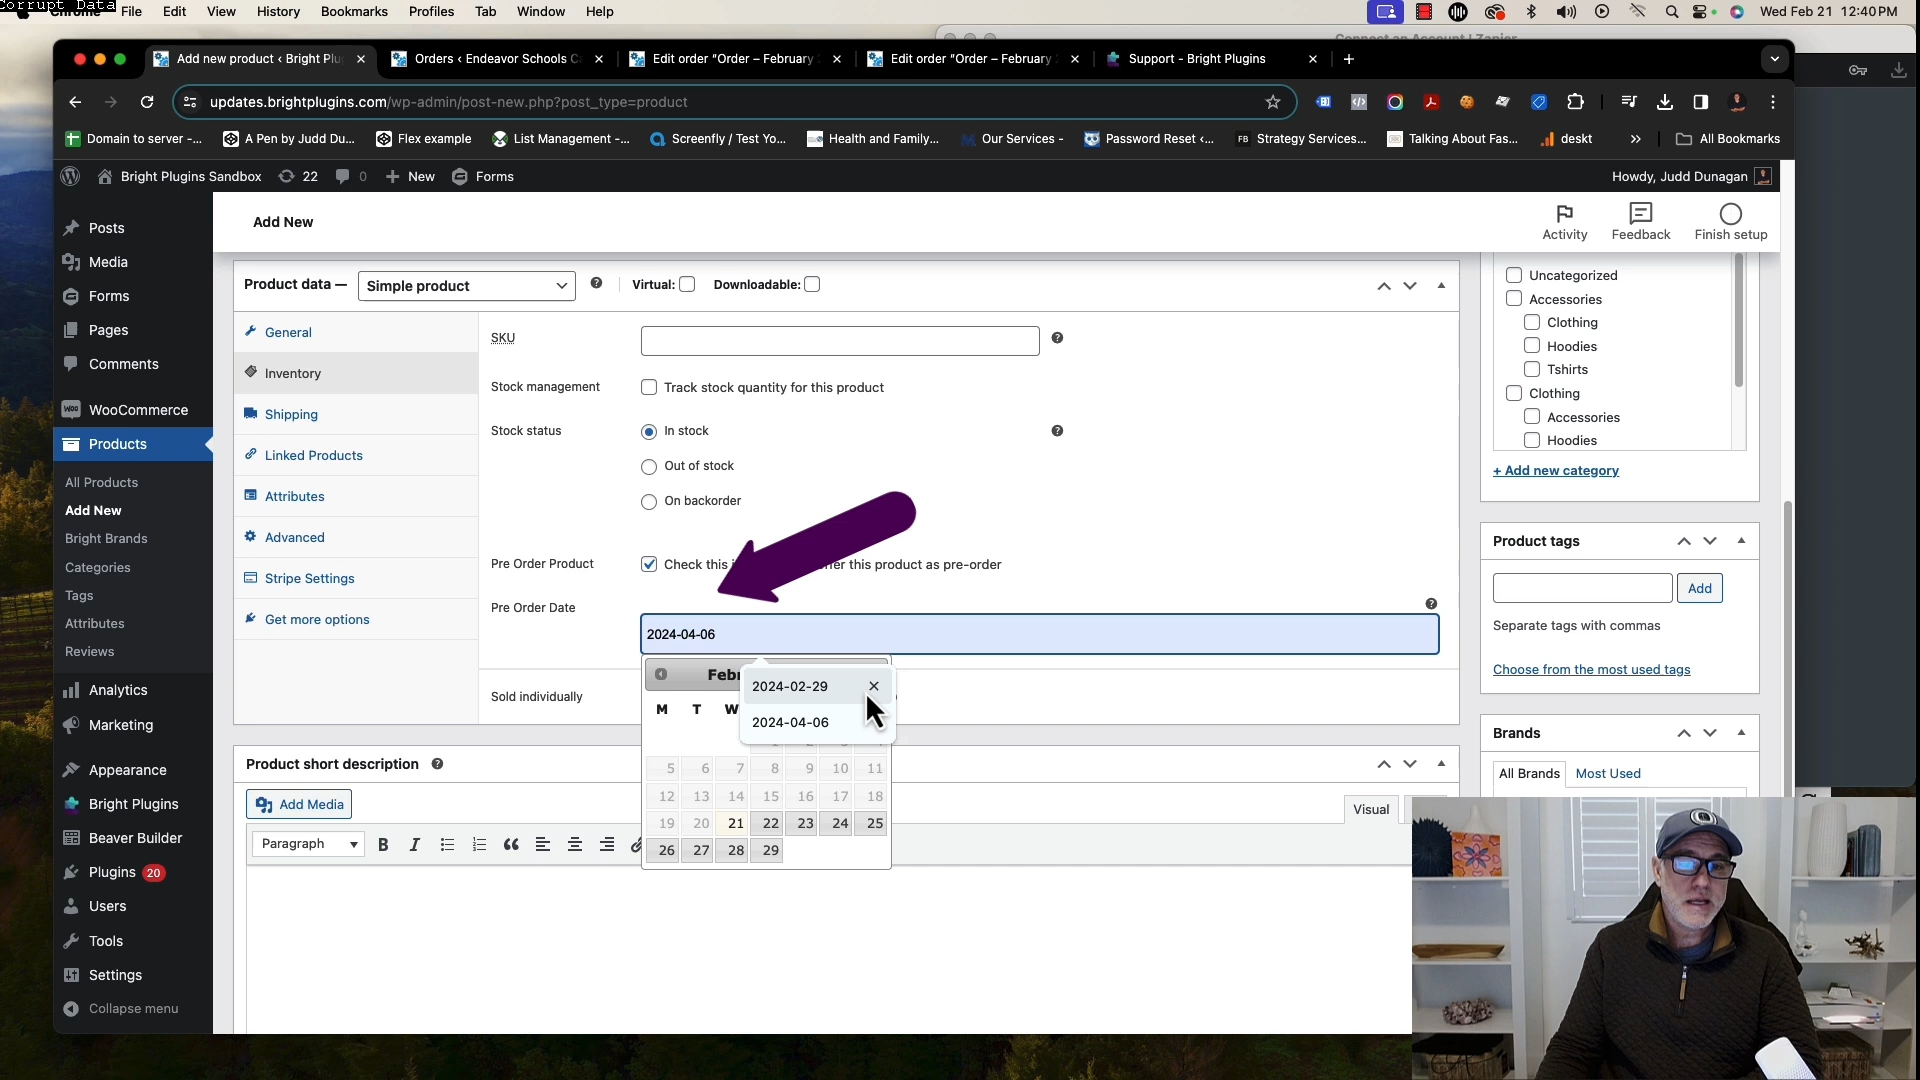 Corrupt Data
Chrome File Edit View History Bookmarks Profiles Tab Window Help
Wed Feb 21 12:40 PM
Connect an Account | Zapier
Add new product ‹ Bright Plu
Orders ‹ Endeavor Schools C
Edit order "Order – February
Edit order "Order – February
Support - Bright Plugins
updates.brightplugins.com/wp-admin/post-new.php?post_type=product
Domain to server -...
A Pen by Judd Du...
Flex example
List Management -...
Screenfly / Test Yo...
Health and Family...
Our Services -
Password Reset ‹...
FB Strategy Services...
Talking About Fas...
deskt
»
All Bookmarks
Bright Plugins Sandbox 22 0 New Forms
Howdy, Judd Dunagan
Posts
Media
Forms
Pages
Comments
WooCommerce
Products
All Products
Add New
Bright Brands
Categories
Tags
Attributes
Reviews
Analytics
Marketing
Appearance
Bright Plugins
Beaver Builder
Plugins 20
Users
Tools
Settings
Collapse menu
Add New
Activity
Feedback
Finish setup
Product data — Simple product
Virtual:
Downloadable:
General
Inventory
Shipping
Linked Products
Attributes
Advanced
Stripe Settings
Get more options
SKU
Stock management
Track stock quantity for this product
Stock status
In stock
Out of stock
On backorder
Pre Order Product
Check this
fer this product as pre-order
Pre Order Date
2024-04-06
Febr
2024-02-29
2024-04-06
M T W
5 6 7 8 9 10 11
12 13 14 15 16 17 18
19 20 21 22 23 24 25
26 27 28 29
Sold individually
Product short description
Add Media
Visual
Paragraph
B I
Uncategorized
Accessories
Clothing
Hoodies
Tshirts
Clothing
Accessories
Hoodies
+ Add new category
Product tags
Add
Separate tags with commas
Choose from the most used tags
Brands
All Brands
Most Used